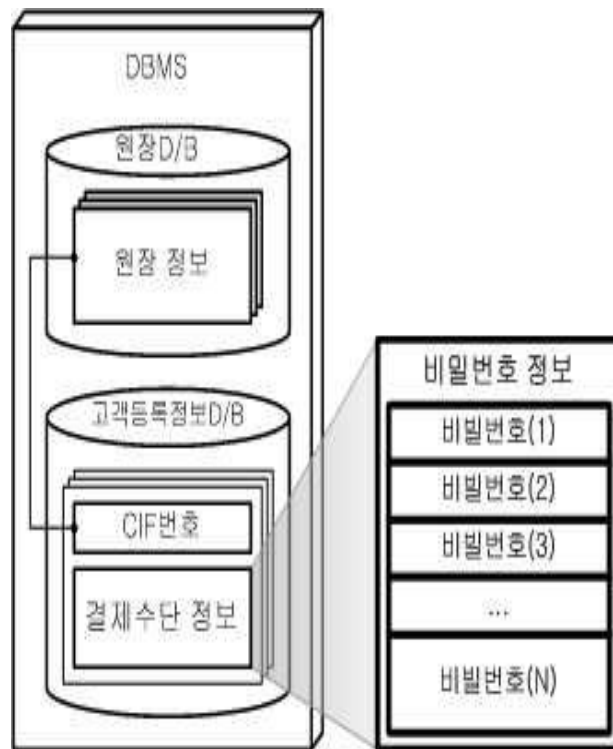 DBMS
원장D/B
원장 정보
고객등록정보D/B
CIF번호
결제수단 정보
비밀번호 정보
비빌번호(1)
비빌번호(2)
비빌번호(3)
...
비빌번호(N)